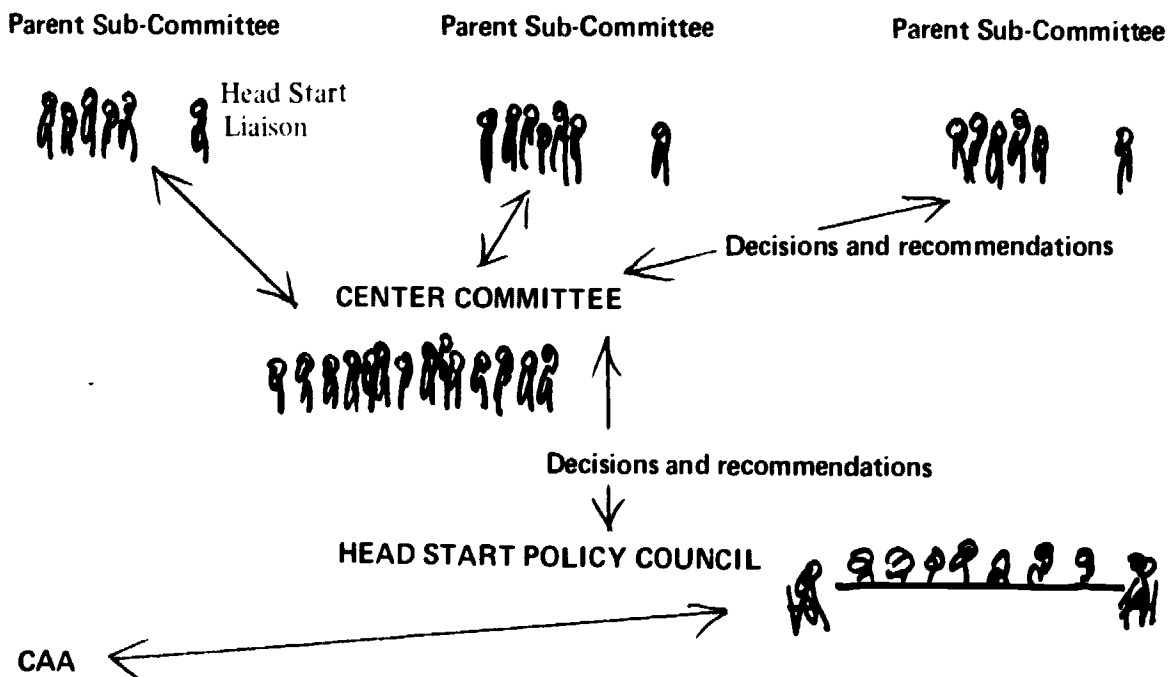 Parent Sub-Committee
Parent Sub-Committee
Parent Sub-Committee
Head Start
Liaison
Decisions and recommendations
CENTER COMMITTEE
Decisions and recommendations
HEAD START POLICY COUNCIL
CAA